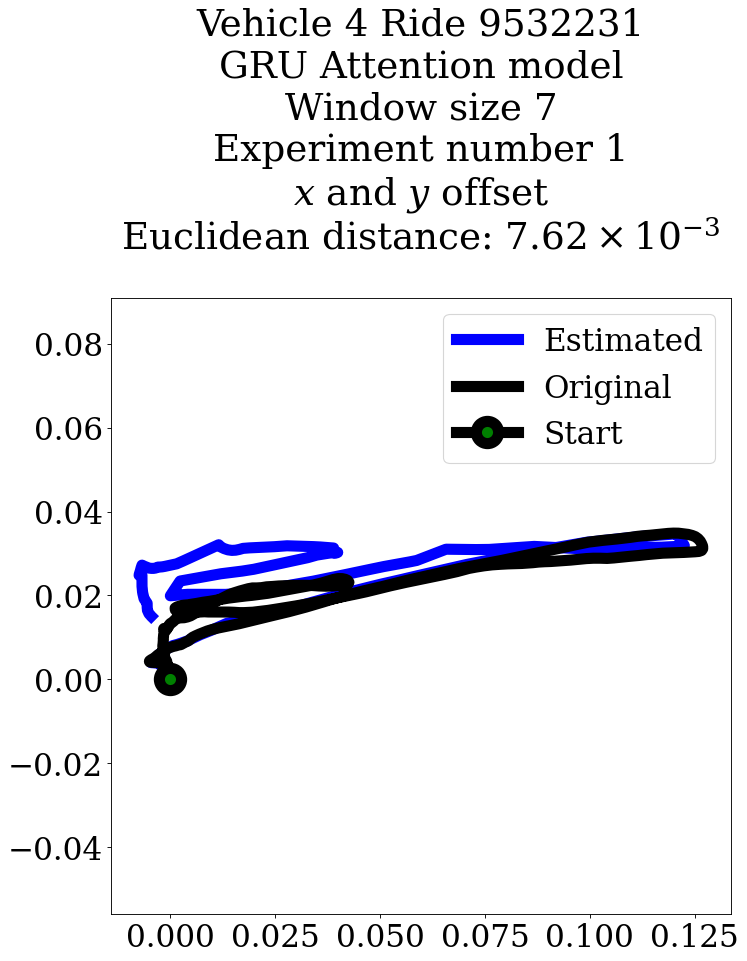 Vehicle 4 Ride 9532231
GRU Attention model
Window size 7
Experiment number 1
x and y offset
Euclidean distance: 7.62 × 10⁻³
Estimated
Original
Start
0.08
0.06
0.04
0.02
0.00
−0.02
−0.04
0.000 0.025 0.050 0.075 0.100 0.125